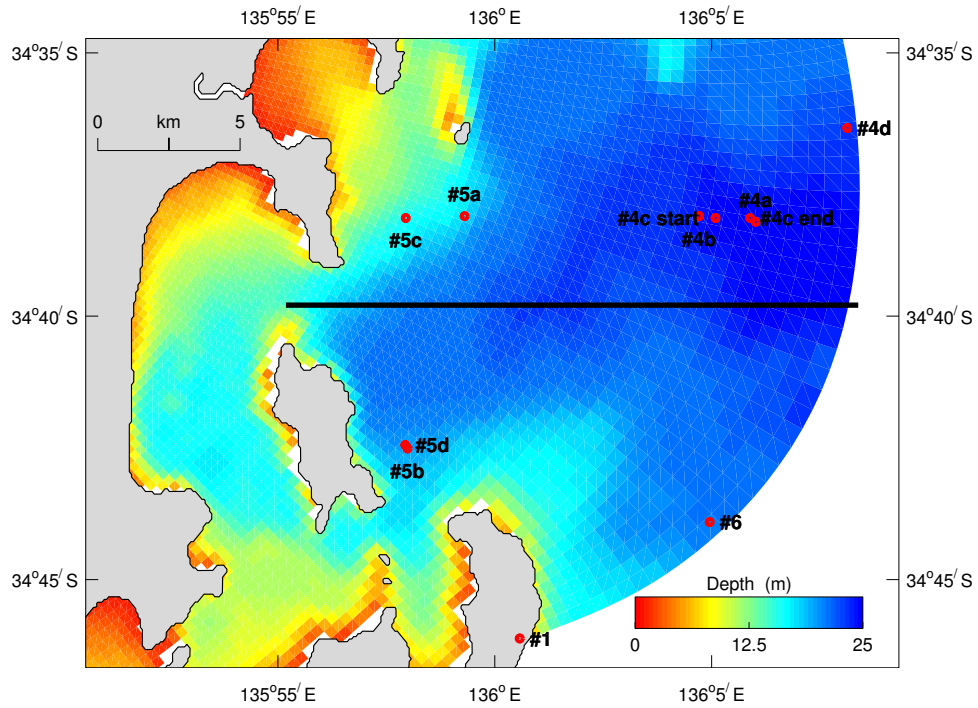 135°55′ E 136° E 136°5′ E
34°35′ S 34°35′ S
0 km 5
#4d
#5a #4a
#4c start #4c end
#5c #4b
34°40′ S 34°40′ S
#5d
#5b
#6
34°45′ S 34°45′ S
Depth (m)
0 12.5 25
#1
135°55′ E 136° E 136°5′ E